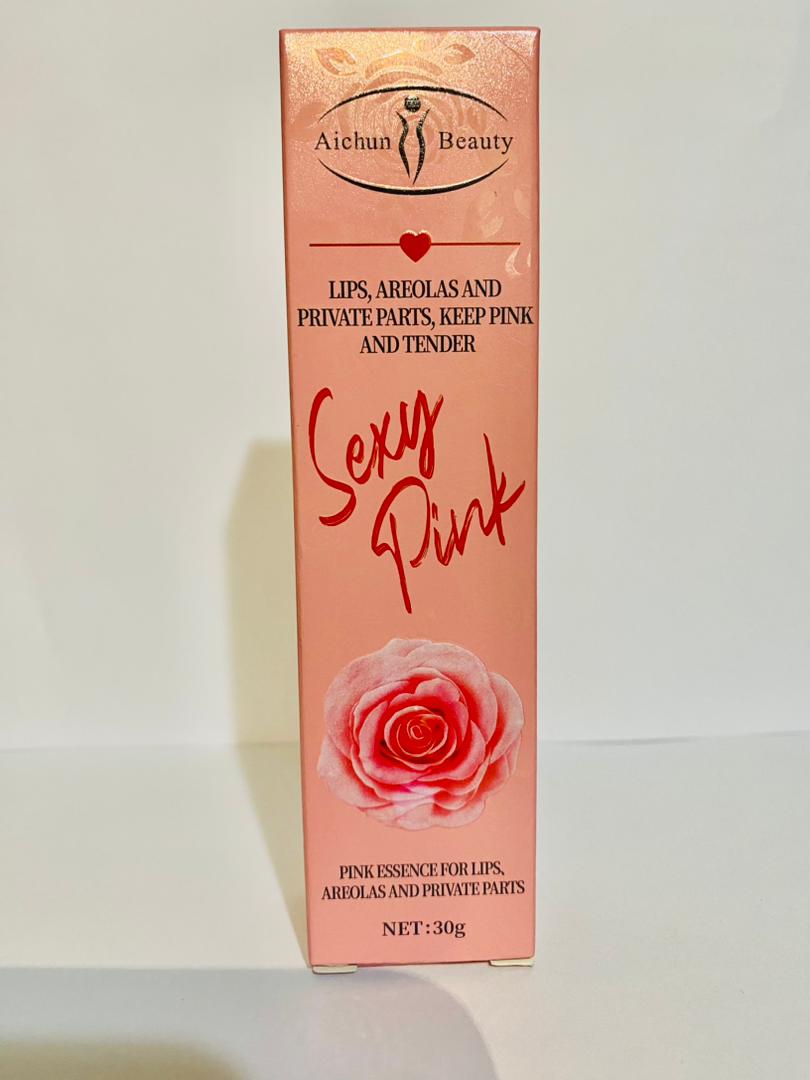 Aichun Beauty
LIPS, AREOLAS AND
PRIVATE PARTS, KEEP PINK
AND TENDER
Sexy
Pink
PINK ESSENCE FOR LIPS,
AREOLAS AND PRIVATE PARTS
NET:30g